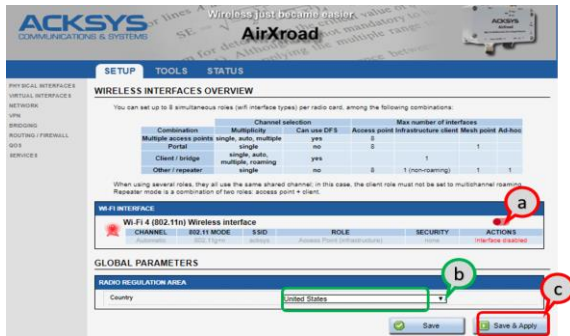 ACKSYS
COMMUNICATIONS & SYSTEMS
Wireless just became easier
AirXroad
SETUP TOOLS STATUS
PHYSICAL INTERFACES
VIRTUAL INTERFACES
NETWORK
VPN
BRIDGING
ROUTING / FIREWALL
QOS
SERVICES
WIRELESS INTERFACES OVERVIEW
You can set up to 8 simultaneous roles (wifi interface types) per radio card, among the following combinations:
Channel selection Max number of interfaces
Combination Multiplicity Can use DFS Access point Infrastructure client Mesh point Ad-hoc
Multiple access points single, auto, multiple yes 8
Portal single no 8 1
Client / bridge single, auto, multiple, roaming yes 1
Other / repeater single no 8 1 (non-roaming) 1 1
When using several roles, they all use the same shared channel; in this case, the client role must not be set to multichannel roaming.
Repeater mode is a combination of two roles: access point + client.
WI-FI INTERFACE
Wi-Fi 4 (802.11n) Wireless interface
a
CHANNEL 802.11 MODE SSID ROLE SECURITY ACTIONS
Automatic 802.11g/n acksys Access Point (infrastructure) none Interface disabled
GLOBAL PARAMETERS
b
RADIO REGULATION AREA
c
Country United States
Save Save & Apply